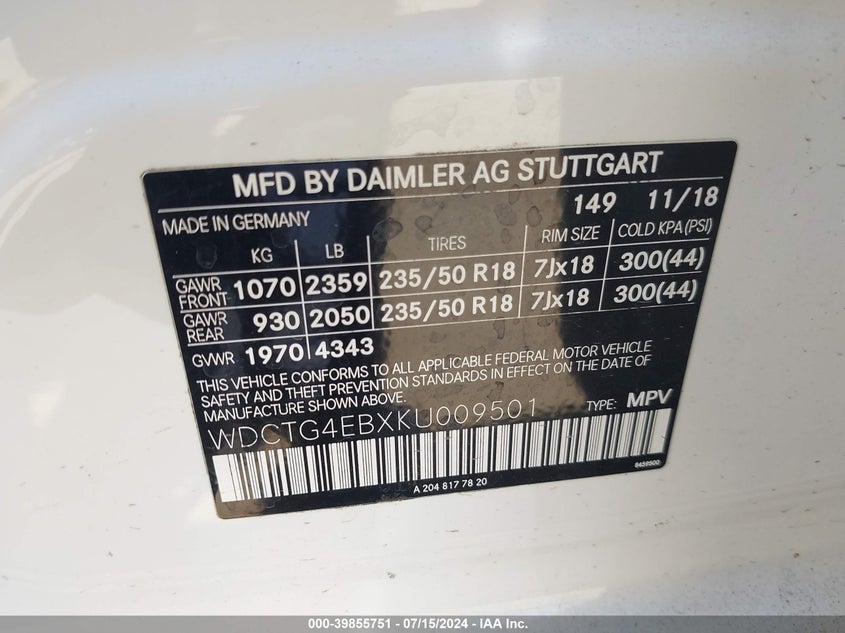 MFD BY DAIMLER AG STUTTGART
MADE IN GERMANY 149 11/18
KG LB TIRES RIM SIZE COLD KPA (PSI)
GAWR FRONT 1070 2359 235/50 R18 7Jx18 300(44)
GAWR REAR 930 2050 235/50 R18 7Jx18 300(44)
GVWR 1970 4343
THIS VEHICLE CONFORMS TO ALL APPLICABLE FEDERAL MOTOR VEHICLE
SAFETY AND THEFT PREVENTION STANDARDS IN EFFECT ON THE DATE OF
MANUFACTURE SHOWN ABOVE.
WDCTG4EBXKU009501 TYPE: MPV
A 204 817 78 20 8439500
000-39855751 - 07/15/2024 - IAA Inc.